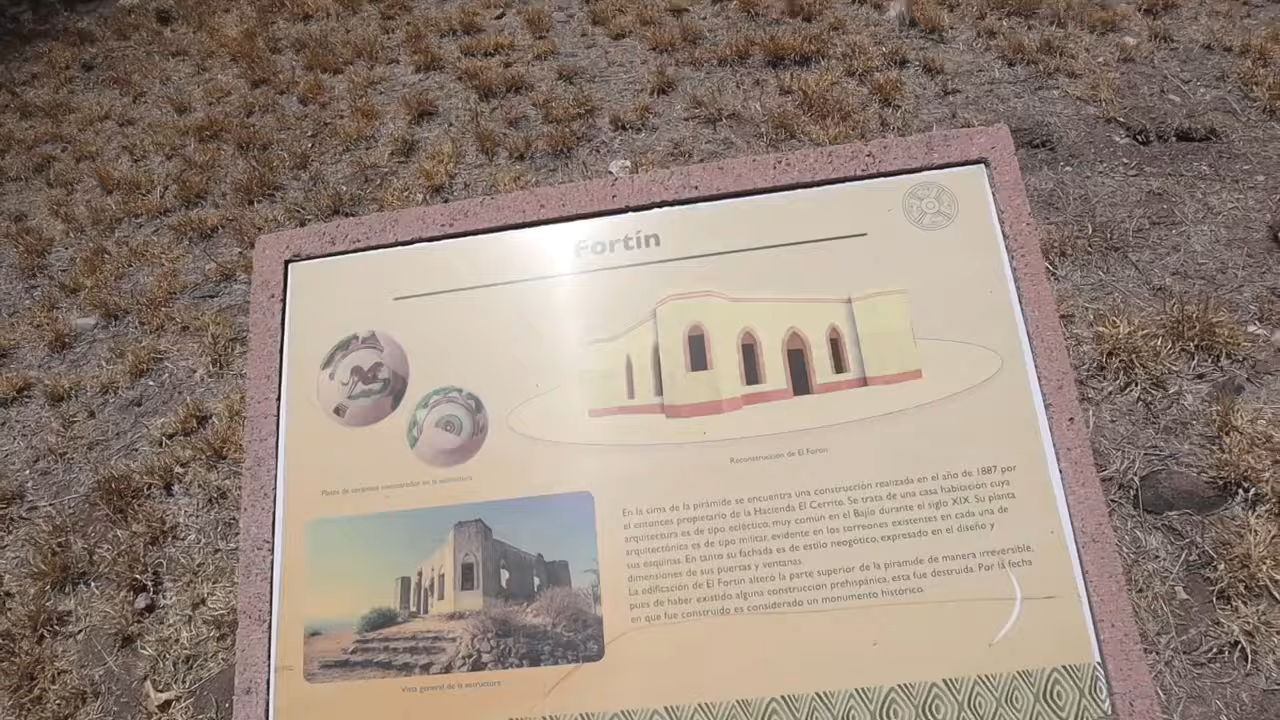 Fortín
Reconstrucción de El Fortín
Platos de cerámica encontrados en la estructura
En la cima de la pirámide se encuentra una construcción realizada en el año de 1887 por
el entonces propietario de la Hacienda El Cerrito. Se trata de una casa habitación cuya
arquitectura es de tipo ecléctico, muy común en el Bajío durante el siglo XIX. Su planta
arquitectónica es de tipo militar, evidente en los torreones existentes en cada una de
sus esquinas. En tanto su fachada es de estilo neogótico, expresado en el diseño y
dimensiones de sus puertas y ventanas.
La edificación de El Fortín alteró la parte superior de la pirámide de manera irreversible,
pues de haber existido alguna construcción prehispánica, esta fue destruida. Por la fecha
en que fue construido es considerado un monumento histórico.
Vista general de la estructura